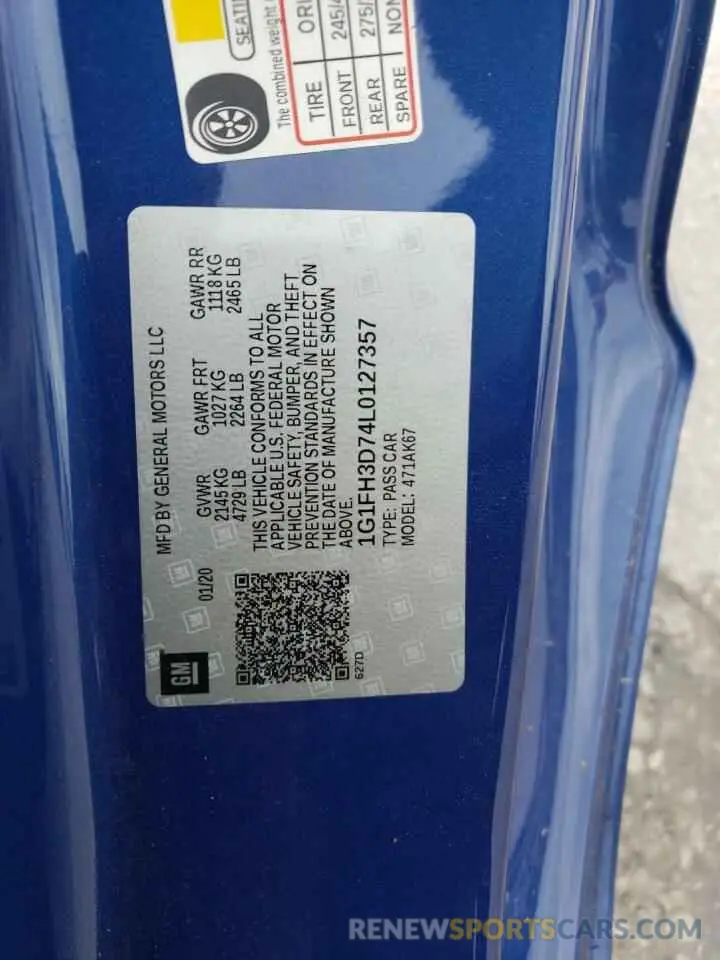 MFD BY GENERAL MOTORS LLC
01/20 GVWR GAWR FRT GAWR RR
2145 KG 1027 KG 1118 KG
4729 LB 2264 LB 2465 LB
THIS VEHICLE CONFORMS TO ALL
APPLICABLE U.S. FEDERAL MOTOR
VEHICLE SAFETY, BUMPER, AND THEFT
PREVENTION STANDARDS IN EFFECT ON
THE DATE OF MANUFACTURE SHOWN
ABOVE.
1G1FH3D74L0127357
TYPE: PASS CAR
MODEL: 471AK67
GM
627D
The combined weight
TIRE
FRONT 245/
REAR 275/
SPARE
RENEWSPORTSCARS.COM